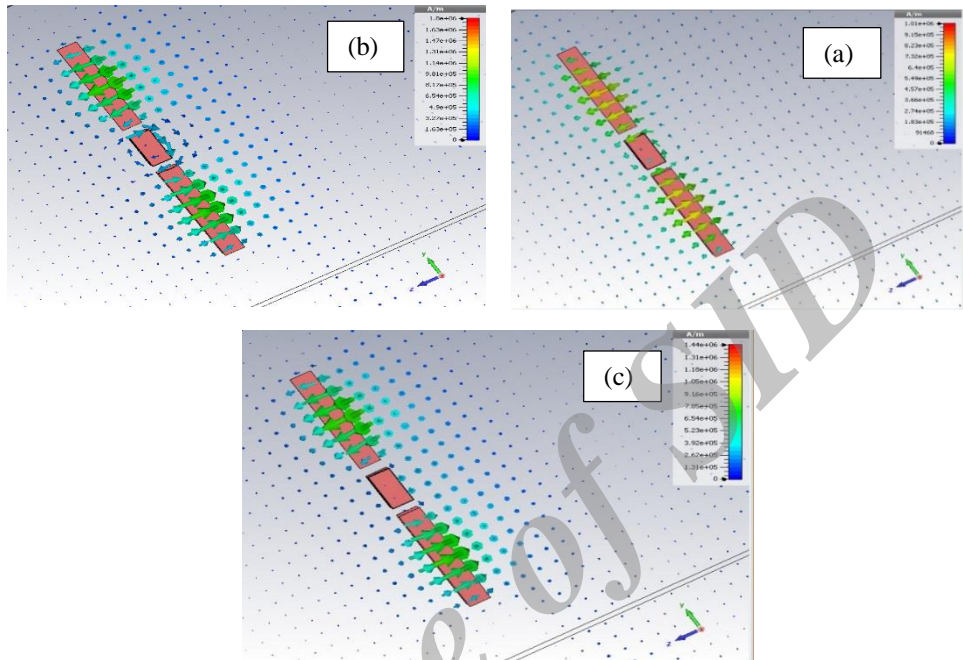 A/m
1.8e+06
1.63e+06
1.47e+06
1.31e+06
1.14e+06
9.81e+05
8.17e+05
6.54e+05
4.9e+05
3.27e+05
1.63e+05
0
(b)
y
z
A/m
1.01e+06
9.15e+05
8.23e+05
7.32e+05
6.4e+05
5.49e+05
4.57e+05
3.66e+05
2.74e+05
1.83e+05
91468
0
(a)
y
z
A/m
1.44e+06
1.31e+06
1.18e+06
1.05e+06
9.16e+05
7.85e+05
6.54e+05
5.23e+05
3.92e+05
2.62e+05
1.31e+05
0
(c)
y
z
e of SID